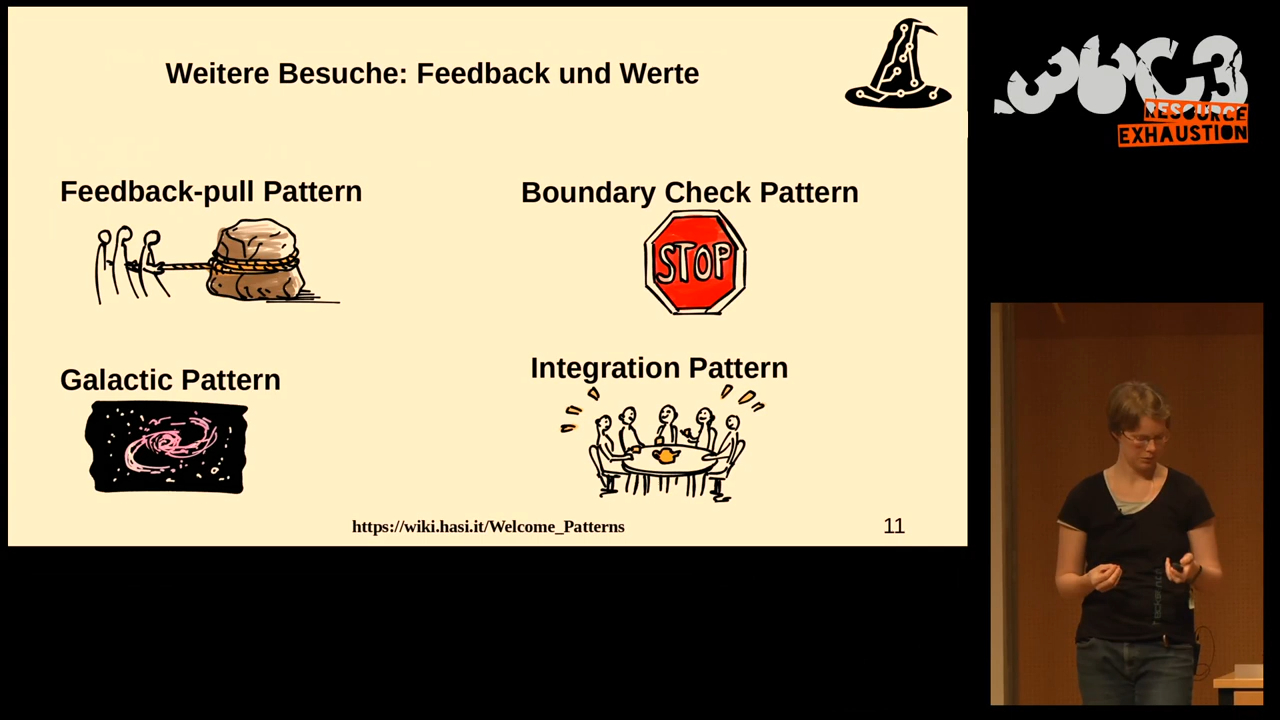 Weitere Besuche: Feedback und Werte
Feedback-pull Pattern
Boundary Check Pattern
STOP
Galactic Pattern
Integration Pattern
https://wiki.hasi.it/Welcome_Patterns
11
36C3
RESOURCE
EXHAUSTION